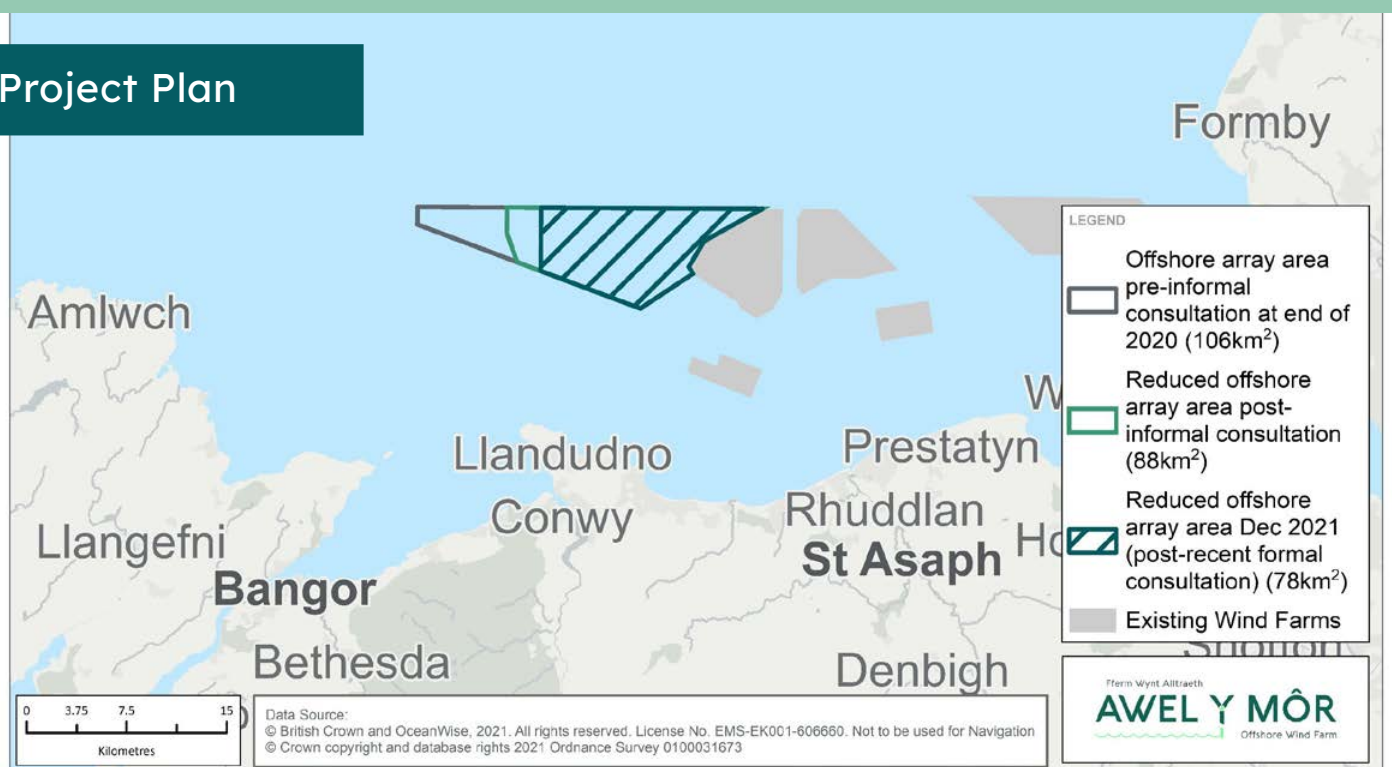 Project Plan
Formby
LEGEND
Offshore array area
pre-informal
consultation at end of
2020 (106km²)
Reduced offshore
array area post-
informal consultation
(88km²)
Reduced offshore
array area Dec 2021
(post-recent formal
consultation) (78km²)
Existing Wind Farms
Amlwch
Llandudno
Prestatyn
Conwy
Rhuddlan
Llangefni
St Asaph
Bangor
Bethesda
Denbigh
0 3.75 7.5 15
Kilometres
Data Source:
© British Crown and OceanWise, 2021. All rights reserved. License No. EMS-EK001-606660. Not to be used for Navigation
© Crown copyright and database rights 2021 Ordnance Survey 0100031673
Fferm Wynt Alltraeth
AWEL Y MÔR
Offshore Wind Farm